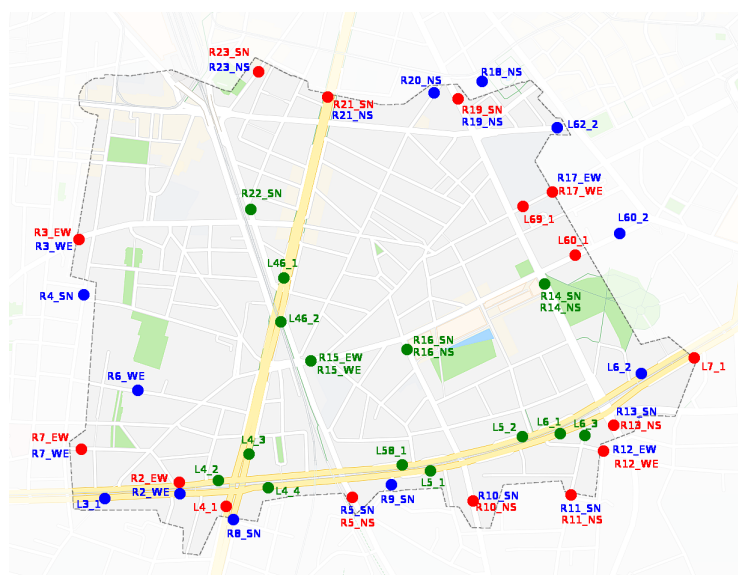 R23_SN
R23_NS
R18_NS
R20_NS
R21_SN
R21_NS
R19_SN
R19_NS
L62_2
R17_EW
R17_WE
R22_SN
L69_1
L60_2
R3_EW
R3_WE
L60_1
L46_1
R4_SN
R14_SN
R14_NS
L46_2
R16_SN
R16_NS
R15_EW
R15_WE
L7_1
L6_2
R6_WE
R13_SN
R13_NS
L6_1
L6_3
L5_2
R7_EW
R7_WE
L4_3
R12_EW
R12_WE
L58_1
L5_1
L4_2
R2_EW
R2_WE
L4_4
L3_1
L4_1
R9_SN
R5_SN
R5_NS
R10_SN
R10_NS
R11_SN
R11_NS
R8_SN